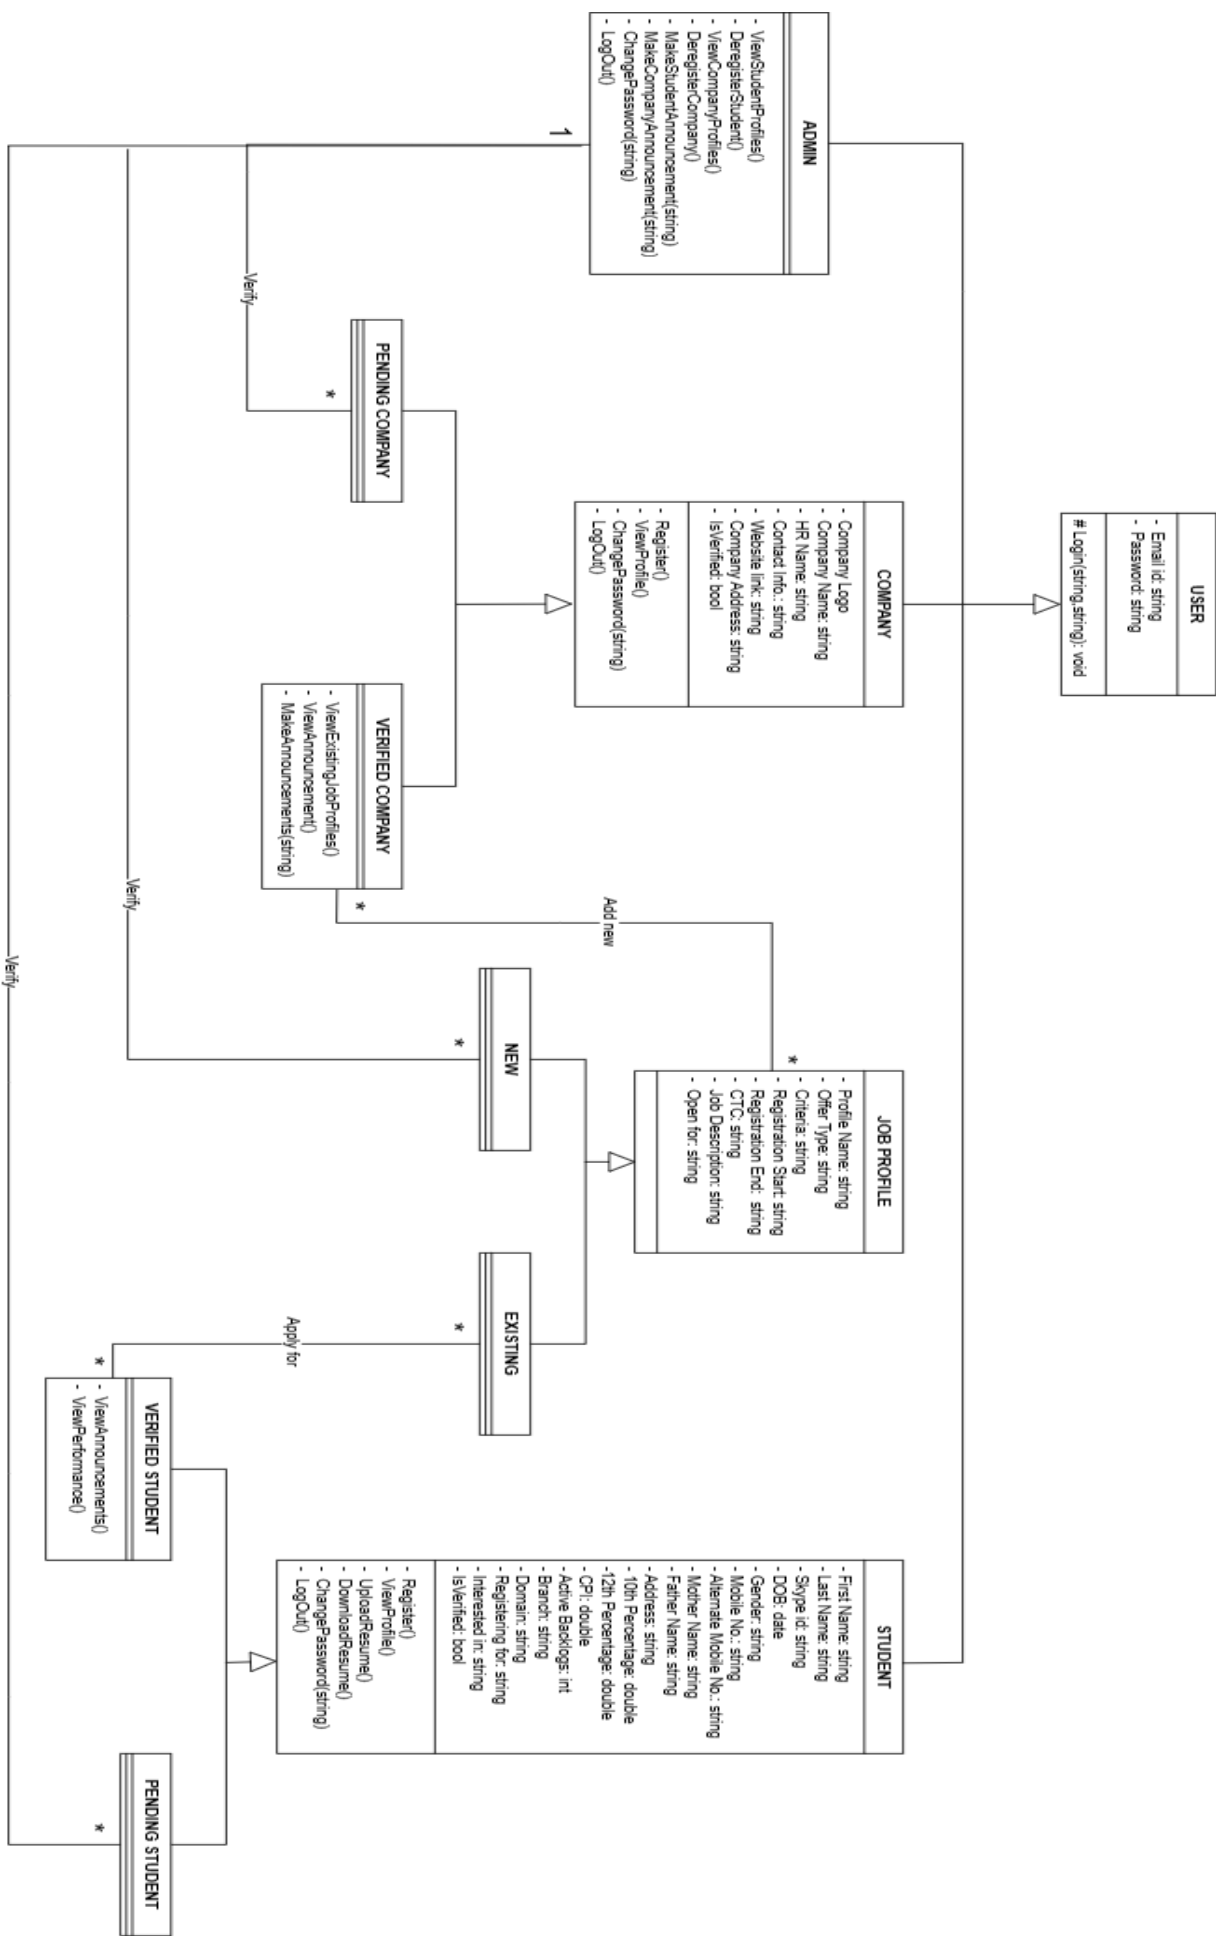 USER
- Email id: string
- Password: string
# Login(string,string): void
ADMIN
- ViewStudentProfiles()
- DeregisterStudent()
- ViewCompanyProfiles()
- DeregisterCompany()
- MakeStudentAnnouncement(string)
- MakeCompanyAnnouncement(string)
- ChangePassword(string)
- LogOut()
1
COMPANY
- Company Logo
- Company Name: string
- HR Name: string
- Contact Info.: string
- Website link: string
- Company Address: string
- IsVerified: bool
- Register()
- ViewProfile()
- ChangePassword(string)
- LogOut()
JOB PROFILE
- Profile Name: string
- Offer Type: string
- Criteria: string
- Registration Start: string
- Registration End: string
- CTC: string
- Job Description: string
- Open for: string
*
STUDENT
- First Name: string
- Last Name: string
- Skype id: string
- DOB: date
- Gender: string
- Mobile No.: string
- Alternate Mobile No.: string
- Mother Name: string
- Father Name: string
- Address: string
- 10th Percentage: double
-12th Percentage: double
- CPI: double
- Active Backlogs: int
- Branch: string
- Domain: string
- Registering for: string
- Interested in: string
- IsVerified: bool
- Register()
- ViewProfile()
- UploadResume()
- DownloadResume()
- ChangePassword(string)
- LogOut()
Add new
PENDING COMPANY
*
VERIFIED COMPANY
- ViewExistingJobProfiles()
- ViewAnnouncement()
- MakeAnnouncements(string)
*
NEW
*
EXISTING
*
Verify
Apply for
Verify
VERIFIED STUDENT
- ViewAnnouncements()
- ViewPerformance()
*
PENDING STUDENT
*
Verify